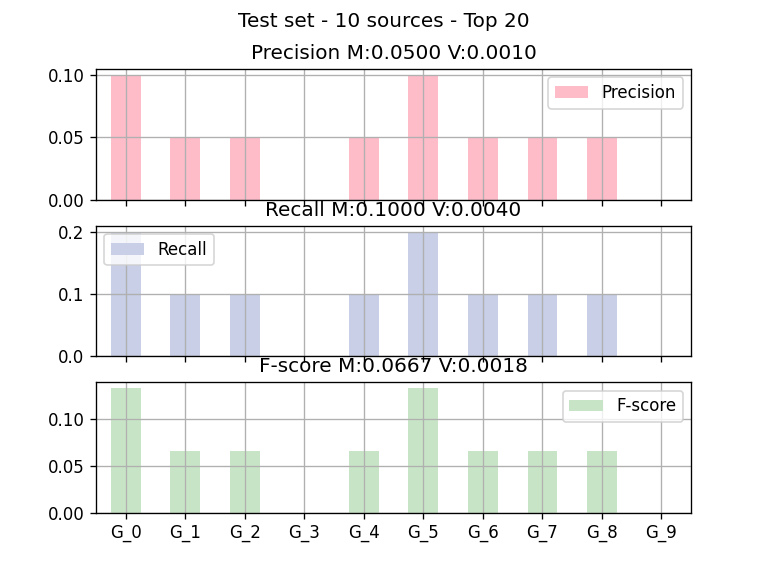 Test set - 10 sources - Top 20
Precision M:0.0500 V:0.0010
0.10
0.05
0.00
Precision
Recall M:0.1000 V:0.0040
0.2
0.1
0.0
Recall
F-score M:0.0667 V:0.0018
0.10
0.05
0.00
F-score
G_0 G_1 G_2 G_3 G_4 G_5 G_6 G_7 G_8 G_9